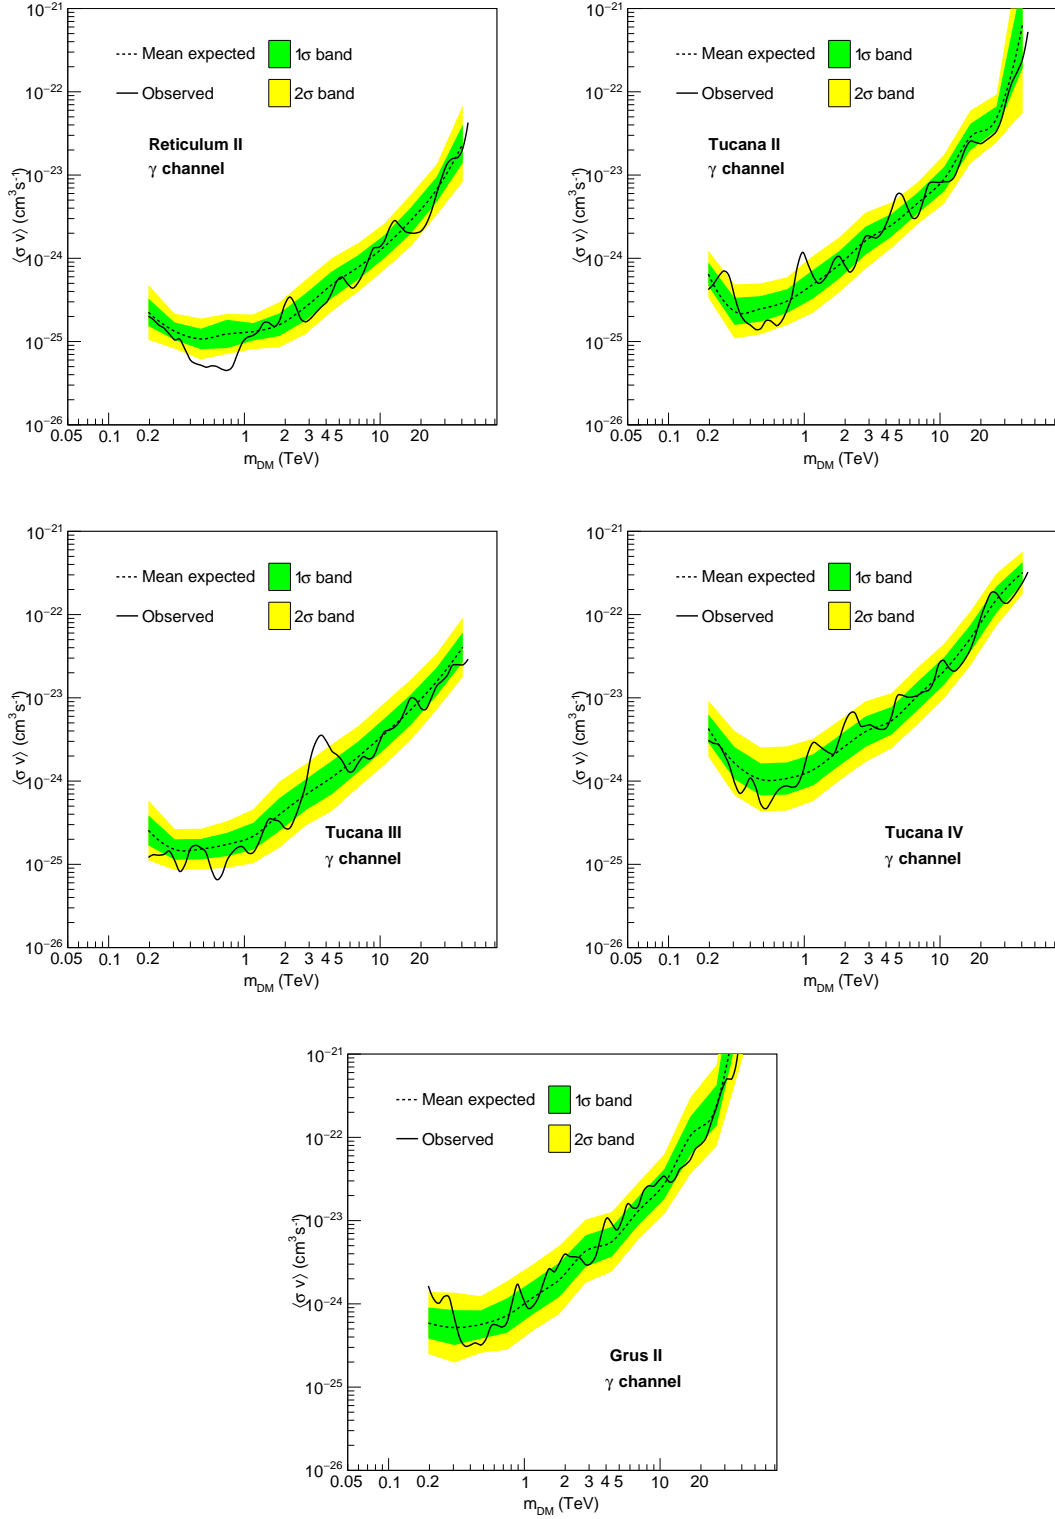 10⁻²¹
10⁻²²
10⁻²³
10⁻²⁴
10⁻²⁵
10⁻²⁶
⟨σ v⟩ (cm³s⁻¹)
Mean expected
1σ band
Observed
2σ band
Reticulum II
γ channel
0.05 0.1 0.2 1 2 3 4 5 10 20
m_DM (TeV)
10⁻²¹
10⁻²²
10⁻²³
10⁻²⁴
10⁻²⁵
10⁻²⁶
⟨σ v⟩ (cm³s⁻¹)
Mean expected
1σ band
Observed
2σ band
Tucana II
γ channel
0.05 0.1 0.2 1 2 3 4 5 10 20
m_DM (TeV)
10⁻²¹
10⁻²²
10⁻²³
10⁻²⁴
10⁻²⁵
10⁻²⁶
⟨σ v⟩ (cm³s⁻¹)
Mean expected
1σ band
Observed
2σ band
Tucana III
γ channel
0.05 0.1 0.2 1 2 3 4 5 10 20
m_DM (TeV)
10⁻²¹
10⁻²²
10⁻²³
10⁻²⁴
10⁻²⁵
10⁻²⁶
⟨σ v⟩ (cm³s⁻¹)
Mean expected
1σ band
Observed
2σ band
Tucana IV
γ channel
0.05 0.1 0.2 1 2 3 4 5 10 20
m_DM (TeV)
10⁻²¹
10⁻²²
10⁻²³
10⁻²⁴
10⁻²⁵
10⁻²⁶
⟨σ v⟩ (cm³s⁻¹)
Mean expected
1σ band
Observed
2σ band
Grus II
γ channel
0.05 0.1 0.2 1 2 3 4 5 10 20
m_DM (TeV)